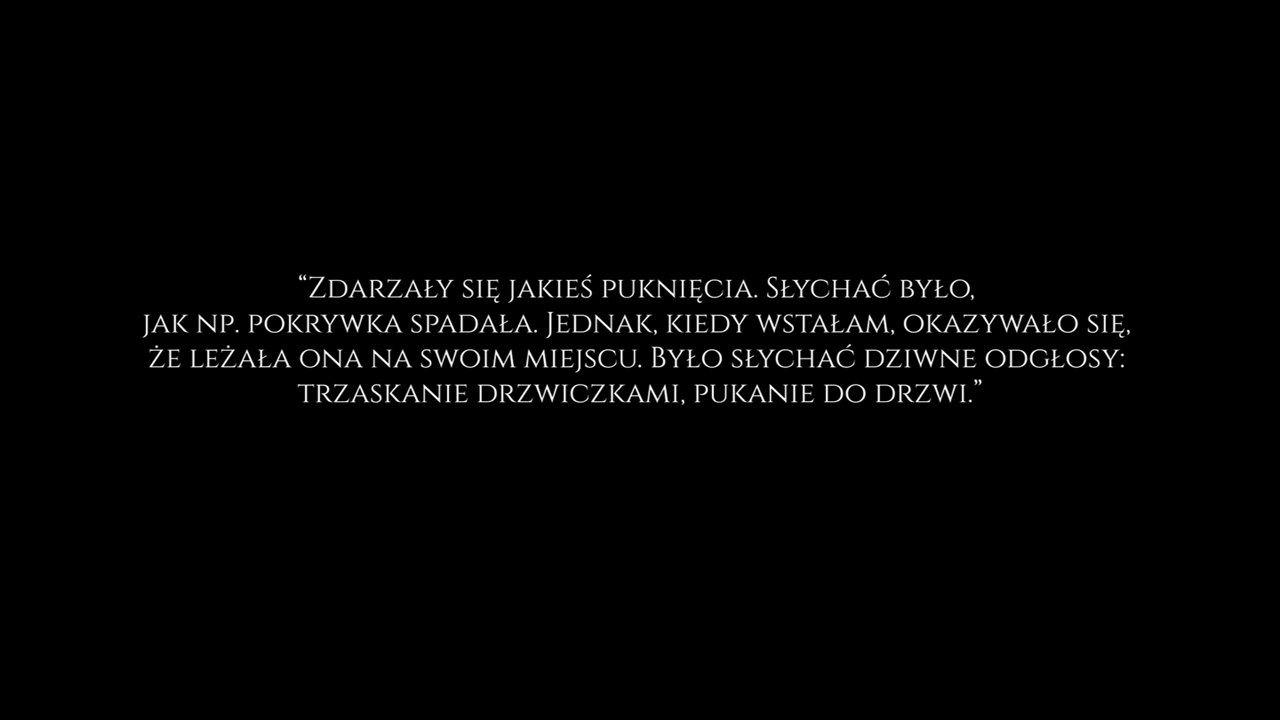 “Zdarzały się jakieś puknięcia. Słychać było,
jak np. pokrywka spadała. Jednak, kiedy wstałam, okazywało się,
że leżała ona na swoim miejscu. Było słychać dziwne odgłosy:
trzaskanie drzwiczkami, pukanie do drzwi.”